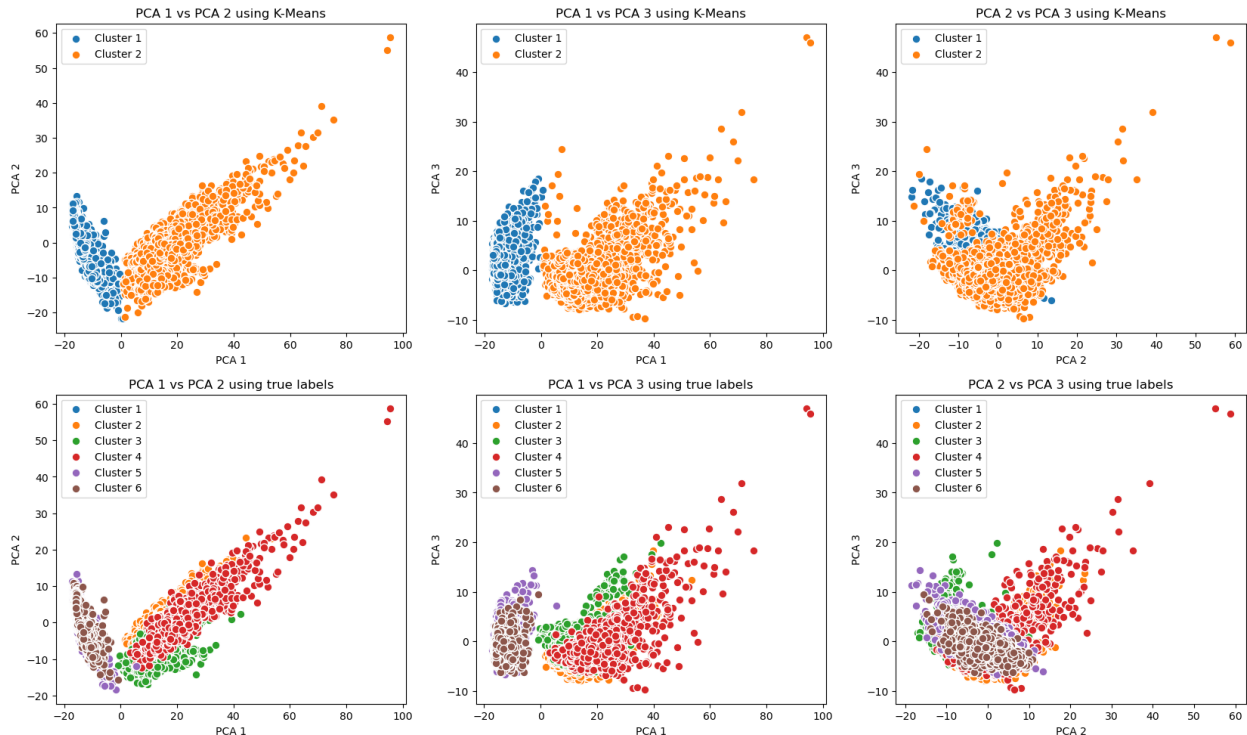 PCA 1 vs PCA 2 using K-Means
Cluster 1
Cluster 2
60
50
40
30
20
10
0
−10
−20
PCA 2
−20
0
20
40
60
80
100
PCA 1
PCA 1 vs PCA 3 using K-Means
Cluster 1
Cluster 2
40
30
20
10
0
−10
PCA 3
−20
0
20
40
60
80
100
PCA 1
PCA 2 vs PCA 3 using K-Means
Cluster 1
Cluster 2
40
30
20
10
0
−10
PCA 3
−20
−10
0
10
20
30
40
50
60
PCA 2
PCA 1 vs PCA 2 using true labels
Cluster 1
Cluster 2
Cluster 3
Cluster 4
Cluster 5
Cluster 6
60
50
40
30
20
10
0
−10
−20
PCA 2
−20
0
20
40
60
80
100
PCA 1
PCA 1 vs PCA 3 using true labels
Cluster 1
Cluster 2
Cluster 3
Cluster 4
Cluster 5
Cluster 6
40
30
20
10
0
−10
PCA 3
−20
0
20
40
60
80
100
PCA 1
PCA 2 vs PCA 3 using true labels
Cluster 1
Cluster 2
Cluster 3
Cluster 4
Cluster 5
Cluster 6
40
30
20
10
0
−10
PCA 3
−20
−10
0
10
20
30
40
50
60
PCA 2